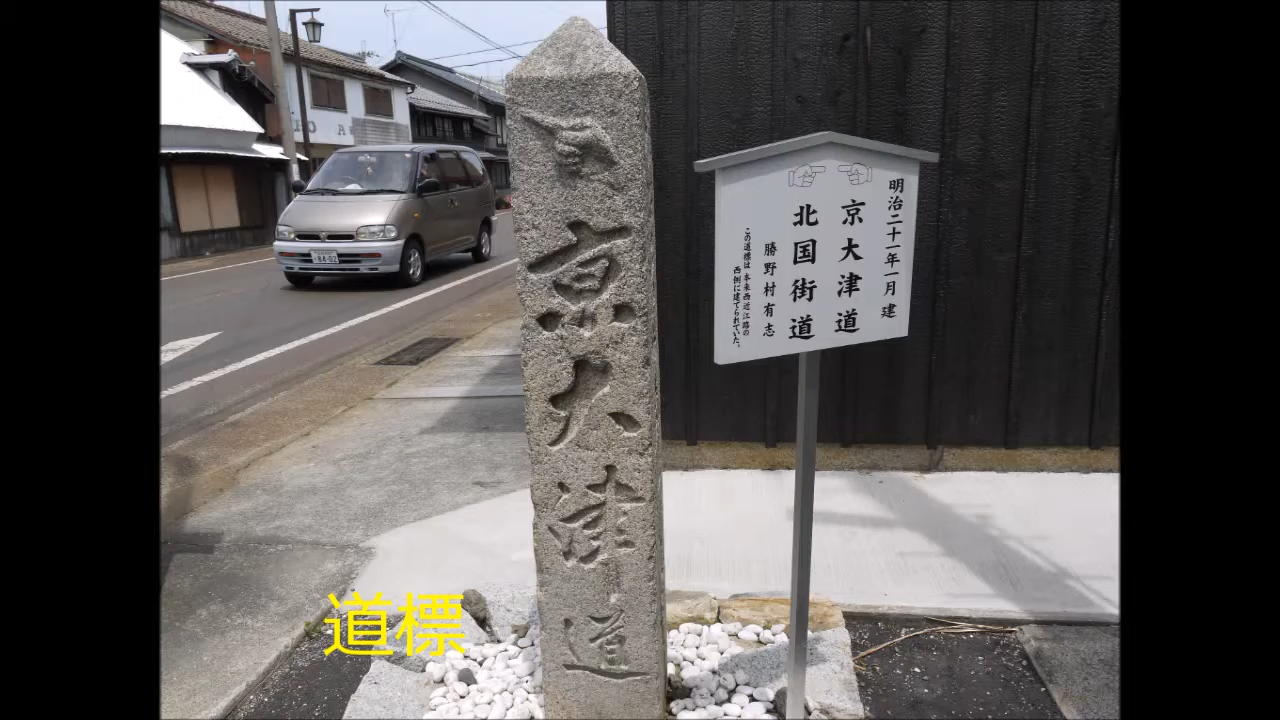 京大津道
明治二十一年一月 建
京大津道
北国街道
勝野村有志
この道標は 本来西近江路の
西側に建てられていた。
道標
84-02